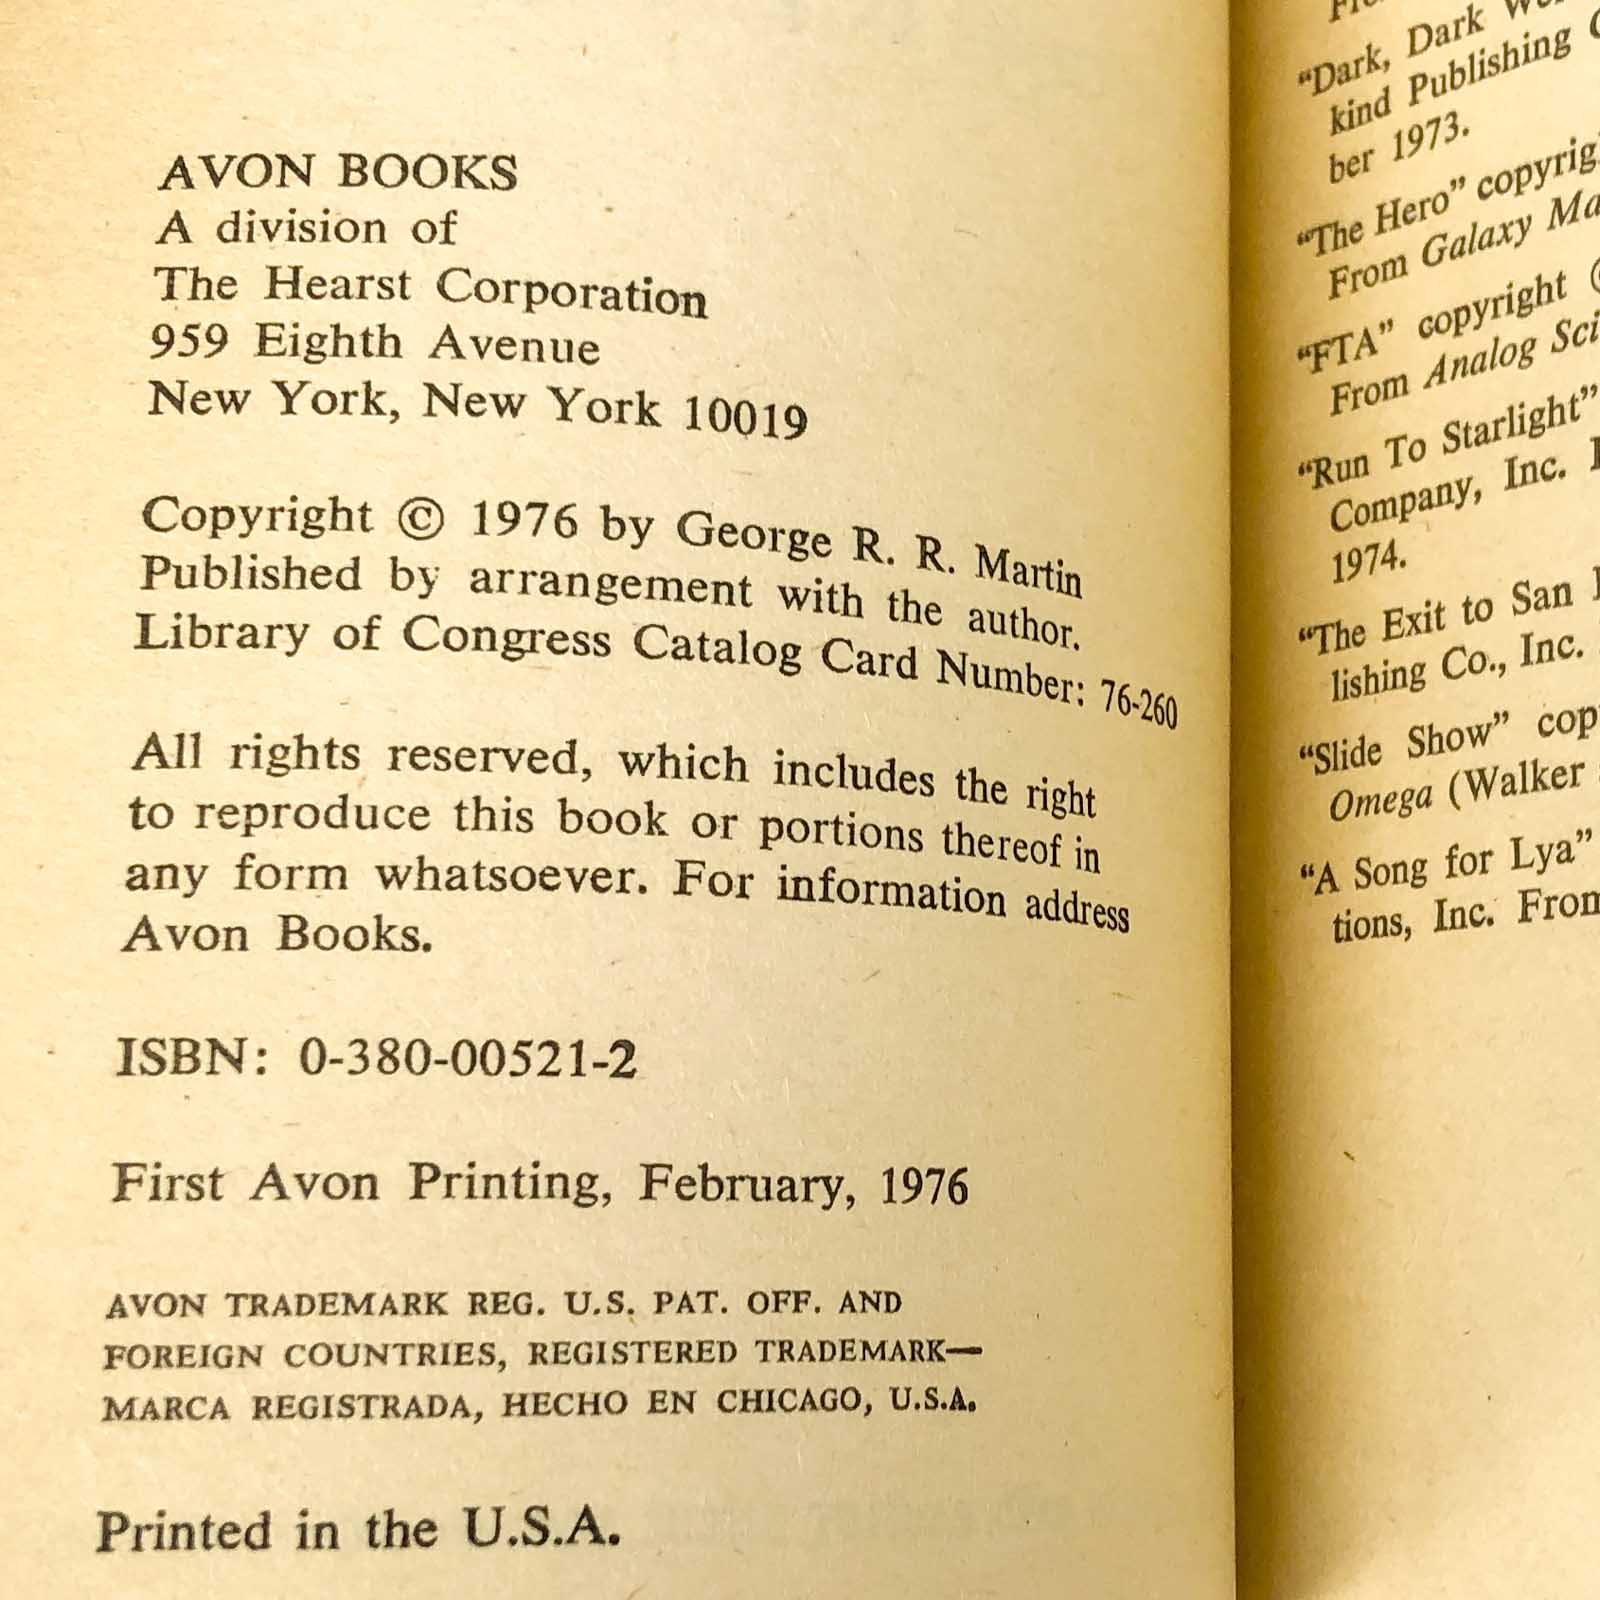 AVON BOOKS
A division of
The Hearst Corporation
959 Eighth Avenue
New York, New York 10019
Copyright © 1976 by George R. R. Martin
Published by arrangement with the author.
Library of Congress Catalog Card Number: 76-260
All rights reserved, which includes the right
to reproduce this book or portions thereof in
any form whatsoever. For information address
Avon Books.
ISBN: 0-380-00521-2
First Avon Printing, February, 1976
AVON TRADEMARK REG. U.S. PAT. OFF. AND
FOREIGN COUNTRIES, REGISTERED TRADEMARK—
MARCA REGISTRADA, HECHO EN CHICAGO, U.S.A.
Printed in the U.S.A.
“Dark, Dark
kind Publishing
ber 1973.
“The Hero”
From Galaxy
“FTA” copyright
From Analog
“Run To Starlight”
Company, Inc.
1974.
“The Exit to San
lishing Co., Inc.
“Slide Show”
Omega (Walker
“A Song for Lya”
tions, Inc.